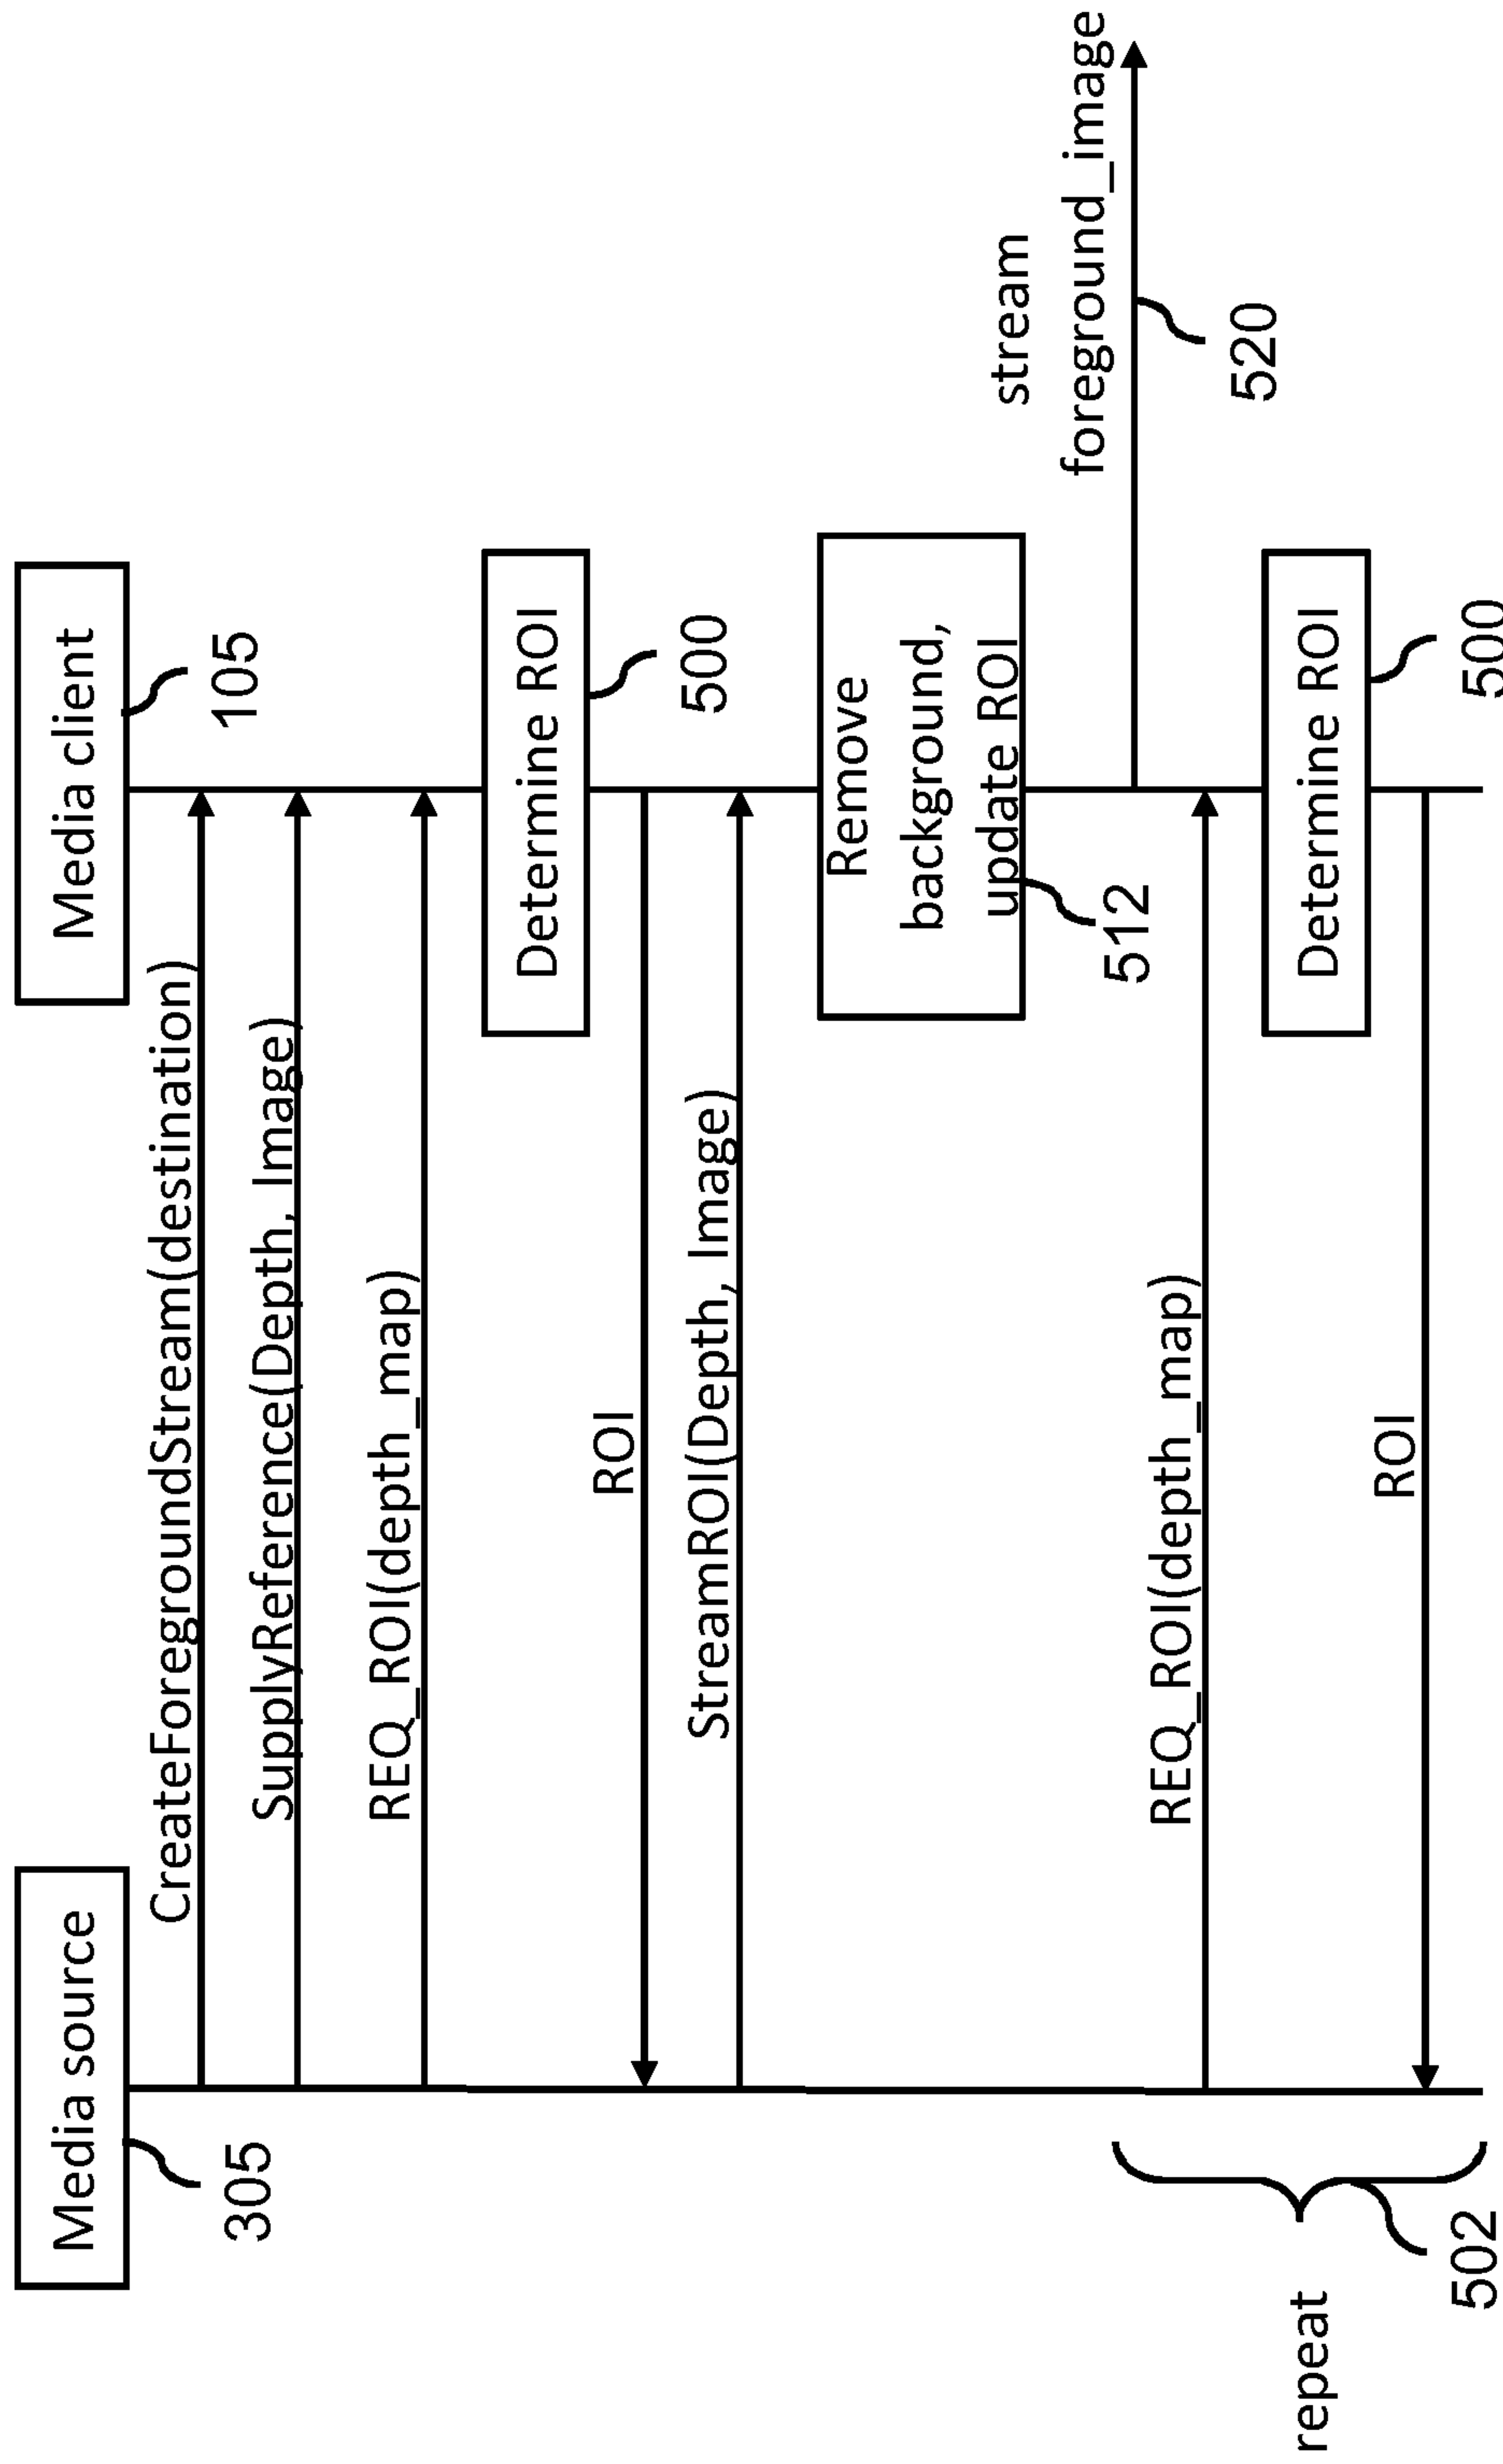 Media source
305
Media client
105
CreateForegroundStream(destination)
SupplyReference(Depth, Image)
REQ_ROI(depth_map)
Determine ROI
500
ROI
StreamROI(Depth, Image)
Remove
background,
update ROI
512
stream
foreground_image
520
REQ_ROI(depth_map)
repeat
502
Determine ROI
500
ROI